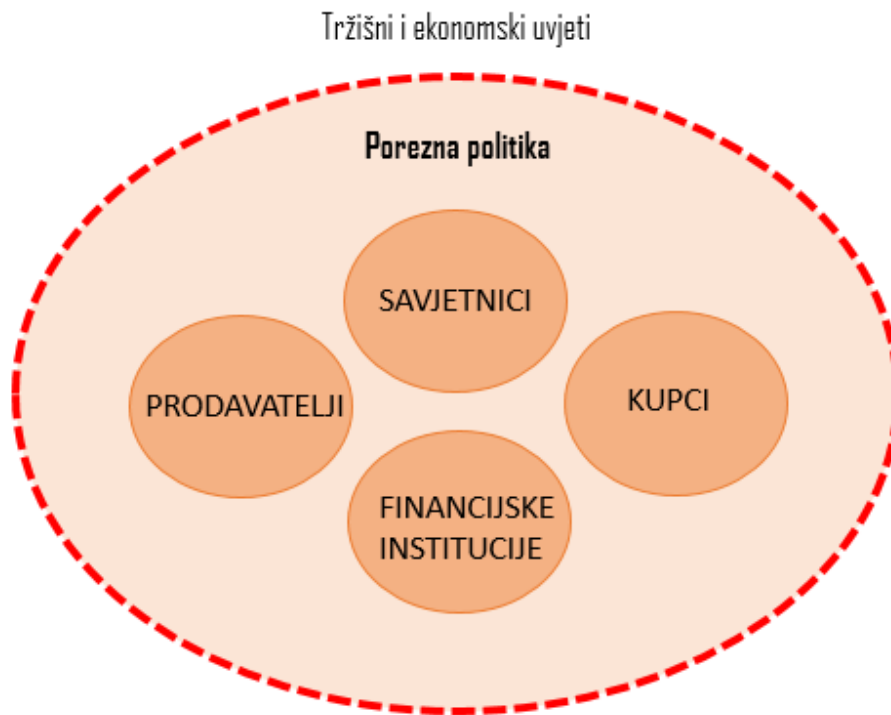 Tržišni i ekonomski uvjeti
Porezna politika
SAVJETNICI
PRODAVATELJI
KUPCI
FINANCIJSKE
INSTITUCIJE